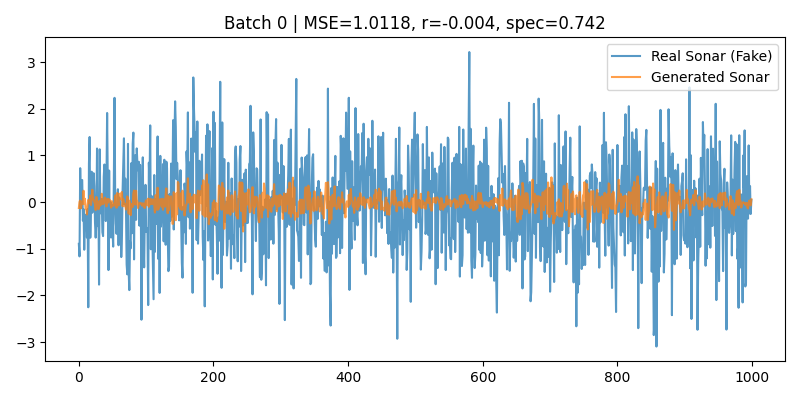 Batch 0 | MSE=1.0118, r=-0.004, spec=0.742
Real Sonar (Fake)
Generated Sonar
3
2
1
0
−1
−2
−3
0 200 400 600 800 1000